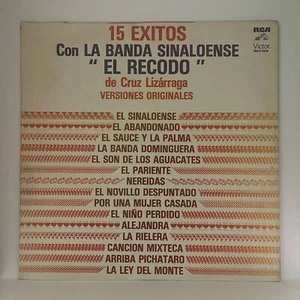 15 EXITOS
Con LA BANDA SINALOENSE
" EL RECODO "
de Cruz Lizárraga
VERSIONES ORIGINALES
RCA
Victor
EL SINALOENSE
EL ABANDONADO
EL SAUCE Y LA PALMA
LA BANDA DOMINGUERA
EL SON DE LOS AGUACATES
EL PARIENTE
NEREIDAS
EL NOVILLO DESPUNTADO
POR UNA MUJER CASADA
EL NIÑO PERDIDO
ALEJANDRA
LA RIELERA
CANCION MIXTECA
ARRIBA PICHATARO
LA LEY DEL MONTE